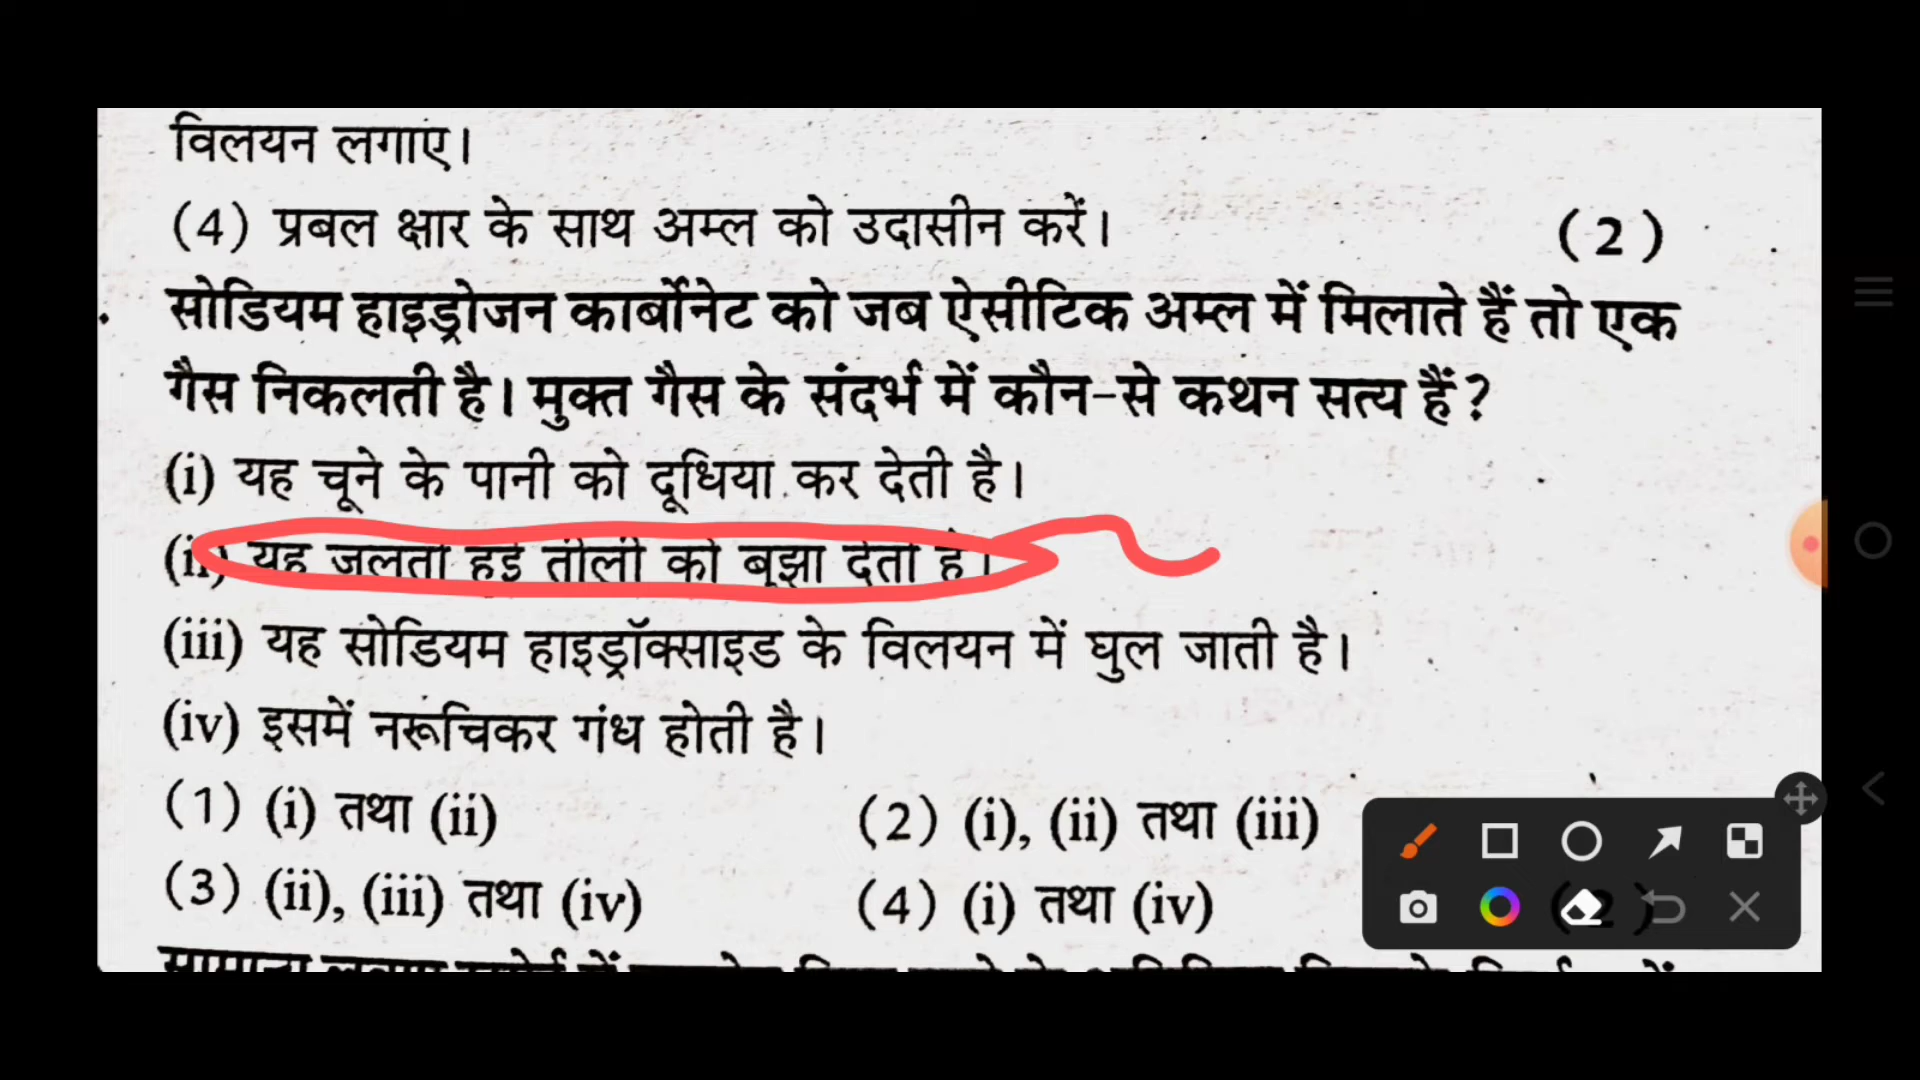 विलयन लगाए।
(4) प्रबल क्षार के साथ अम्ल को उदासीन करें। (2)
सोडियम हाइड्रोजन कार्बोनेट को जब ऐसीटिक अम्ल में मिलाते हैं तो एक
गैस निकलती है। मुक्त गैस के संदर्भ में कौन-से कथन सत्य हैं?
(i) यह चूने के पानी को दूधिया कर देती है।
(ii) यह जलती हुई तीली को बुझा देती है।
(iii) यह सोडियम हाइड्रॉक्साइड के विलयन में घुल जाती है।
(iv) इसमें नरूचिकर गंध होती है।
(1) (i) तथा (ii) (2) (i), (ii) तथा (iii)
(3) (ii), (iii) तथा (iv) (4) (i) तथा (iv)